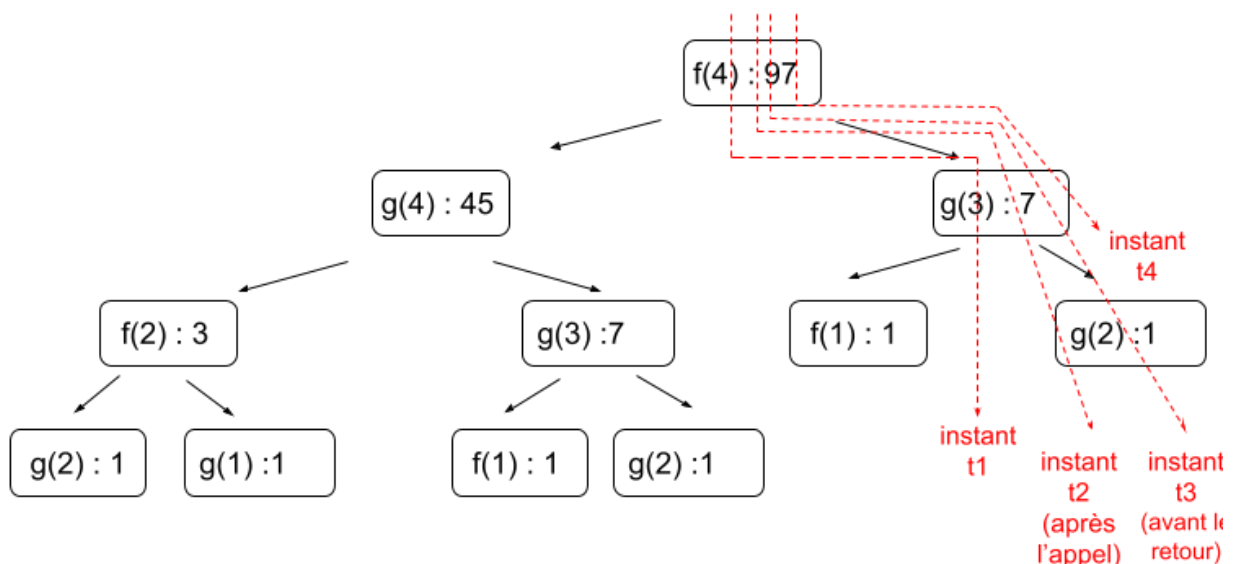 f(4) : 97
g(4) : 45
g(3) : 7
instant
t4
f(2) : 3
g(3) :7
f(1) : 1
g(2) :1
g(2) : 1
g(1) :1
f(1) : 1
g(2) :1
instant
t1
instant
t2
(après
l'appel)
instant
t3
(avant le
retour)